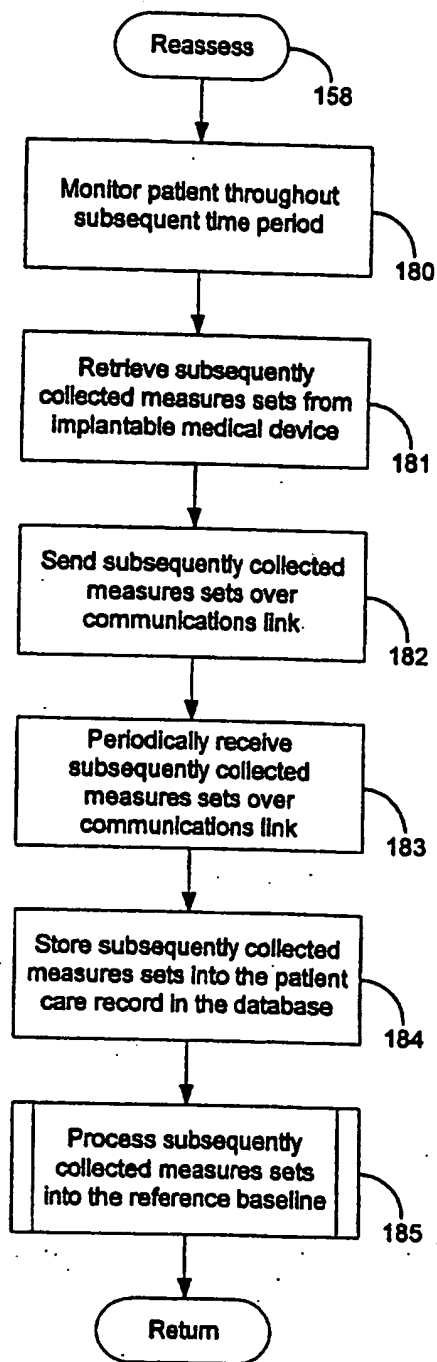 Reassess
158
Monitor patient throughout
subsequent time period
180
Retrieve subsequently
collected measures sets from
implantable medical device
181
Send subsequently collected
measures sets over
communications link
182
Periodically receive
subsequently collected
measures sets over
communications link
183
Store subsequently collected
measures sets into the patient
care record in the database
184
Process subsequently
collected measures sets
into the reference baseline
185
Return